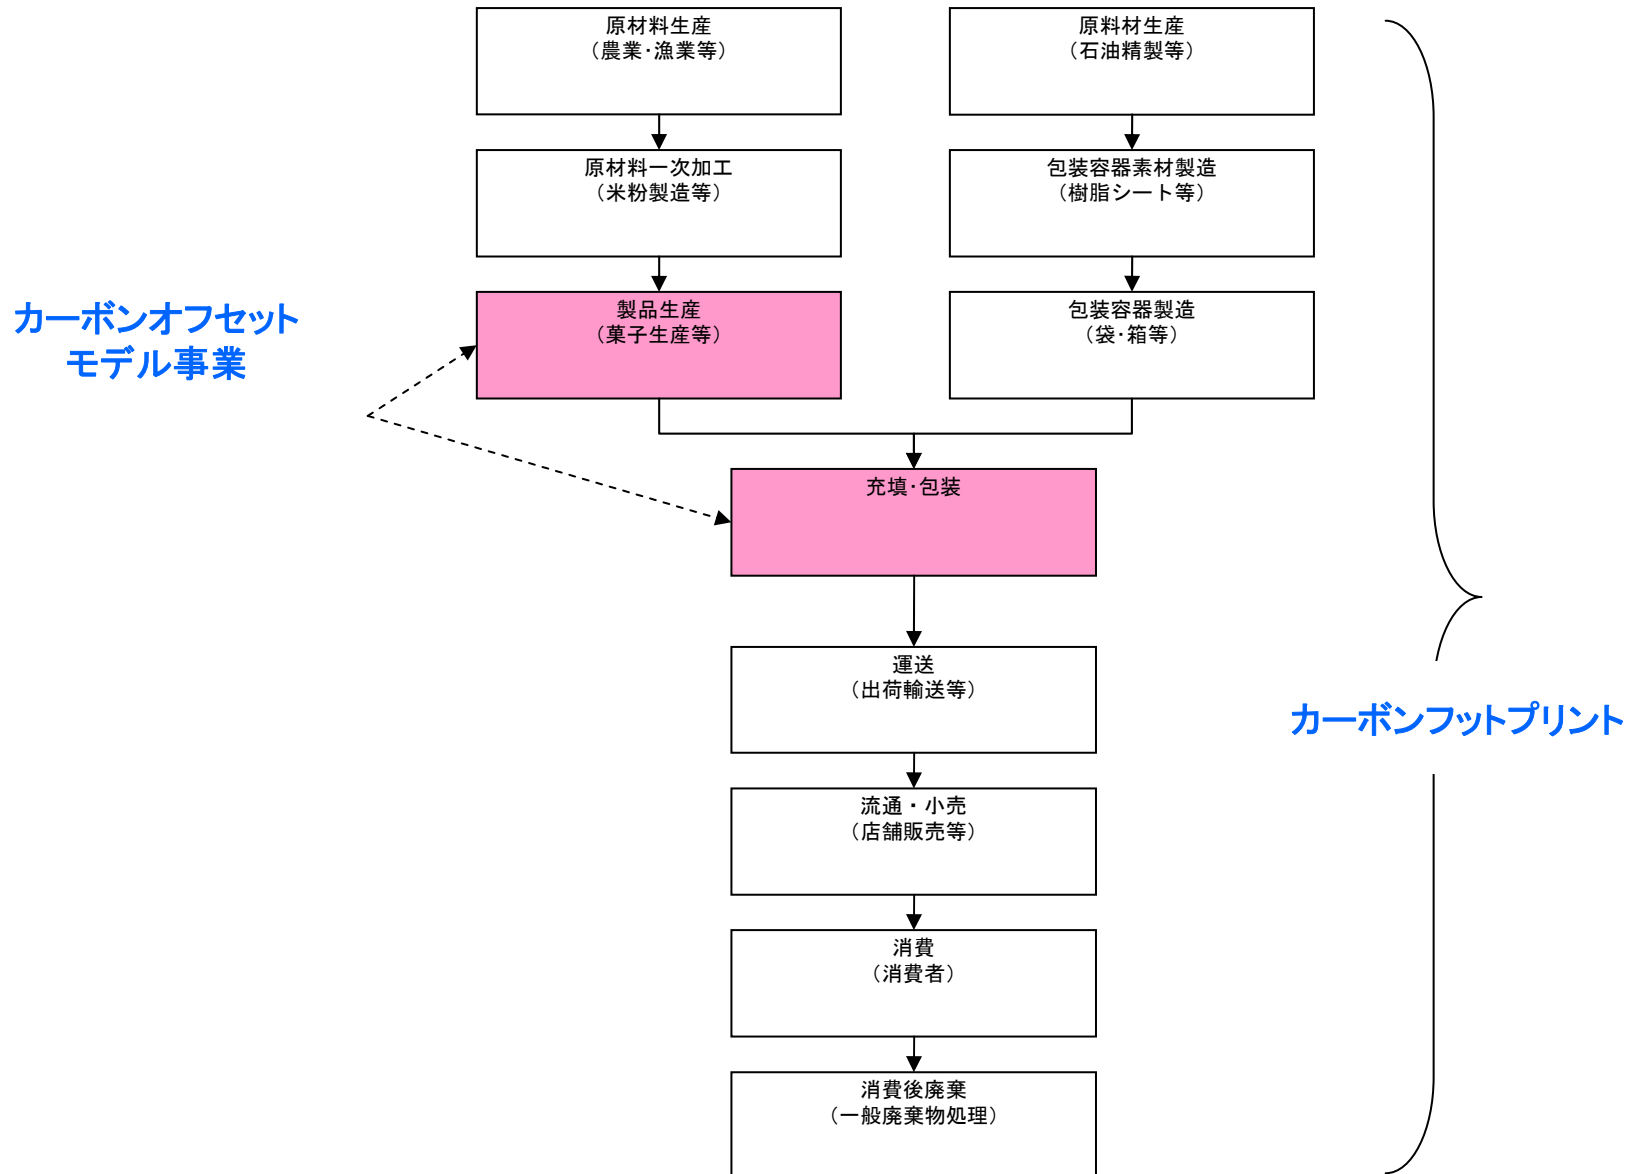 原材料生産
（農業･漁業等）
原料材生産
（石油精製等）
原材料一次加工
（米粉製造等）
包装容器素材製造
（樹脂シート等）
カーボンオフセット
モデル事業
製品生産
（菓子生産等）
包装容器製造
（袋･箱等）
充填･包装
運送
（出荷輸送等）
カーボンフットプリント
流通・小売
（店舗販売等）
消費
（消費者）
消費後廃棄
（一般廃棄物処理）